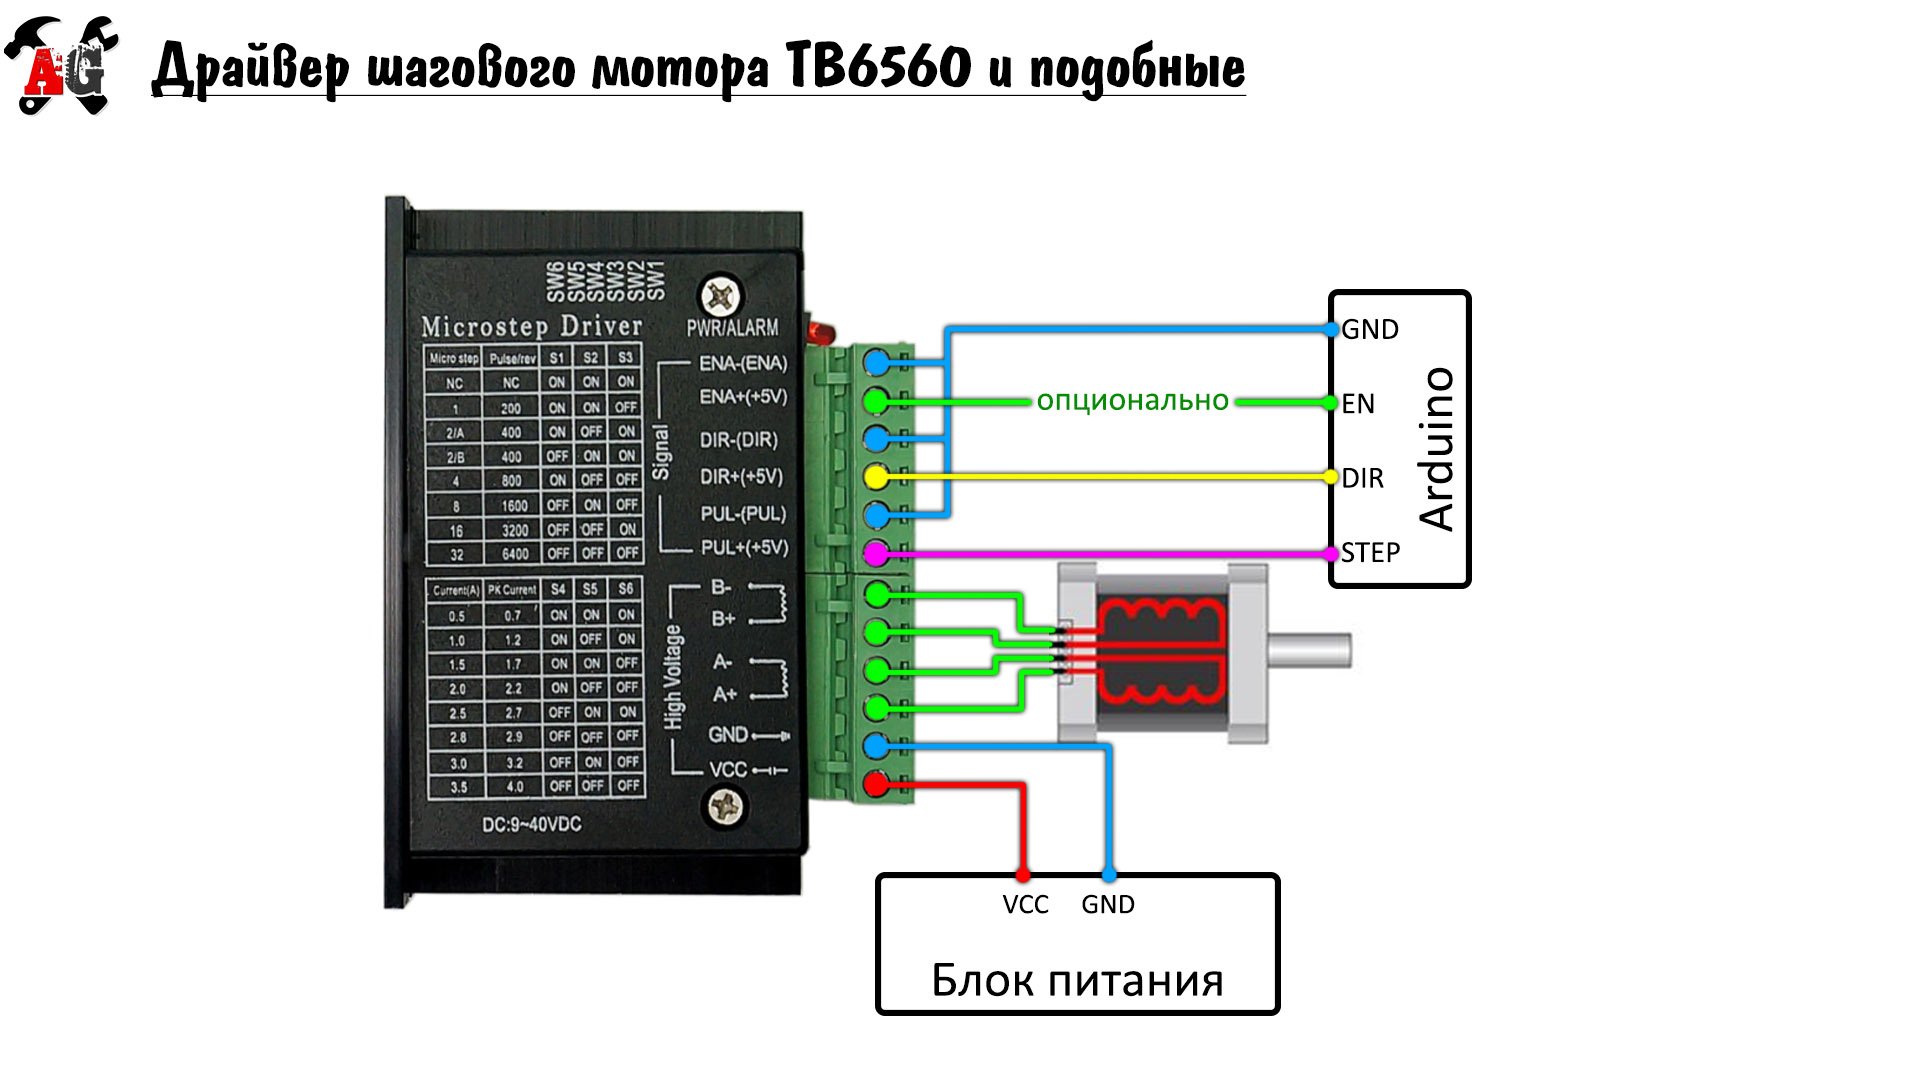 AG
Драйвер шагового мотора TB6560 и подобные
SW6
SW5
SW4
SW3
SW2
SW1
Microstep Driver
PWR/ALARM
Micro step Pulse/rev S1 S2 S3
NC NC ON ON ON
1 200 ON ON OFF
2/A 400 ON OFF ON
2/B 400 OFF ON ON
4 800 ON OFF OFF
8 1600 OFF ON OFF
16 3200 OFF OFF ON
32 6400 OFF OFF OFF
Current(A) PK Current S4 S5 S6
0.5 0.7 ON ON ON
1.0 1.2 ON OFF ON
1.5 1.7 ON ON OFF
2.0 2.2 ON OFF OFF
2.5 2.7 OFF ON ON
2.8 2.9 OFF OFF ON
3.0 3.2 OFF ON OFF
3.5 4.0 OFF OFF OFF
DC:9~40VDC
Signal
ENA-(ENA)
ENA+(+5V)
DIR-(DIR)
DIR+(+5V)
PUL-(PUL)
PUL+(+5V)
High Voltage
B-
B+
A-
A+
GND
VCC
опционально
GND
EN
DIR
STEP
Arduino
VCC GND
Блок питания